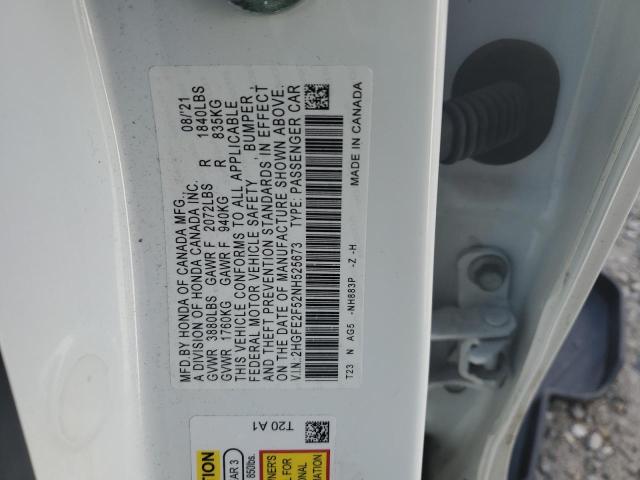 MFD BY HONDA OF CANADA MFG., 08/'21
A DIVISION OF HONDA CANADA INC.
GVWR 3880LBS GAWR F 2072LBS R 1840LBS
GVWR 1760KG GAWR F 940KG R 835KG
THIS VEHICLE CONFORMS TO ALL APPLICABLE
FEDERAL MOTOR VEHICLE SAFETY, BUMPER,
AND THEFT PREVENTION STANDARDS IN EFFECT
ON THE DATE OF MANUFACTURE SHOWN ABOVE.
V.I.N.:2HGFE2F52NH525673 TYPE: PASSENGER CAR
T23 N AG5 -NH883P -Z -H MADE IN CANADA
T20 A1